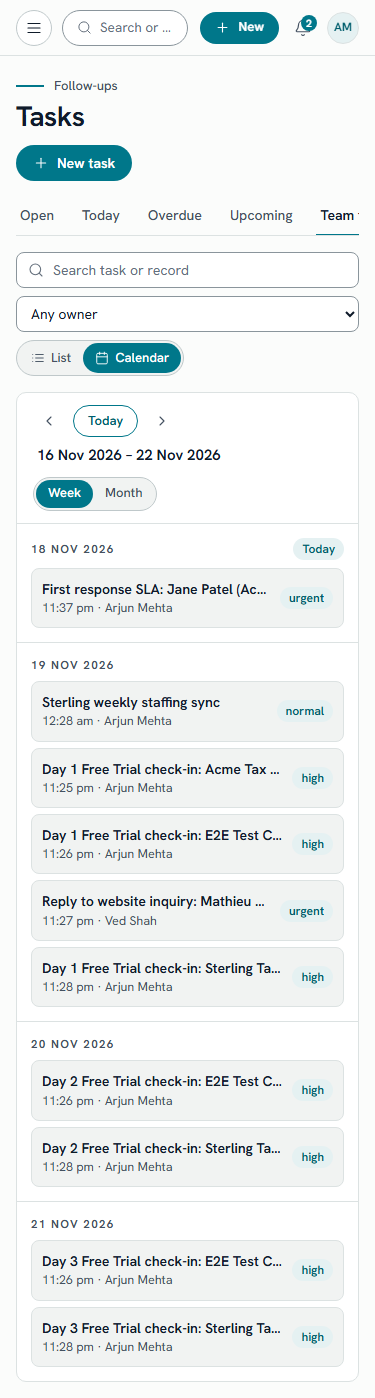 Search or ...
New
2
AM
Follow-ups
Tasks
New task
Open Today Overdue Upcoming Team
Search task or record
Any owner
List Calendar
Today
16 Nov 2026 – 22 Nov 2026
Week Month
18 NOV 2026 Today
First response SLA: Jane Patel (Ac...
11:37 pm · Arjun Mehta
urgent
19 NOV 2026
Sterling weekly staffing sync
12:28 am · Arjun Mehta
normal
Day 1 Free Trial check-in: Acme Tax ...
11:25 pm · Arjun Mehta
high
Day 1 Free Trial check-in: E2E Test C...
11:26 pm · Arjun Mehta
high
Reply to website inquiry: Mathieu ...
11:27 pm · Ved Shah
urgent
Day 1 Free Trial check-in: Sterling Ta...
11:28 pm · Arjun Mehta
high
20 NOV 2026
Day 2 Free Trial check-in: E2E Test C...
11:26 pm · Arjun Mehta
high
Day 2 Free Trial check-in: Sterling Ta...
11:28 pm · Arjun Mehta
high
21 NOV 2026
Day 3 Free Trial check-in: E2E Test C...
11:26 pm · Arjun Mehta
high
Day 3 Free Trial check-in: Sterling Ta...
11:28 pm · Arjun Mehta
high